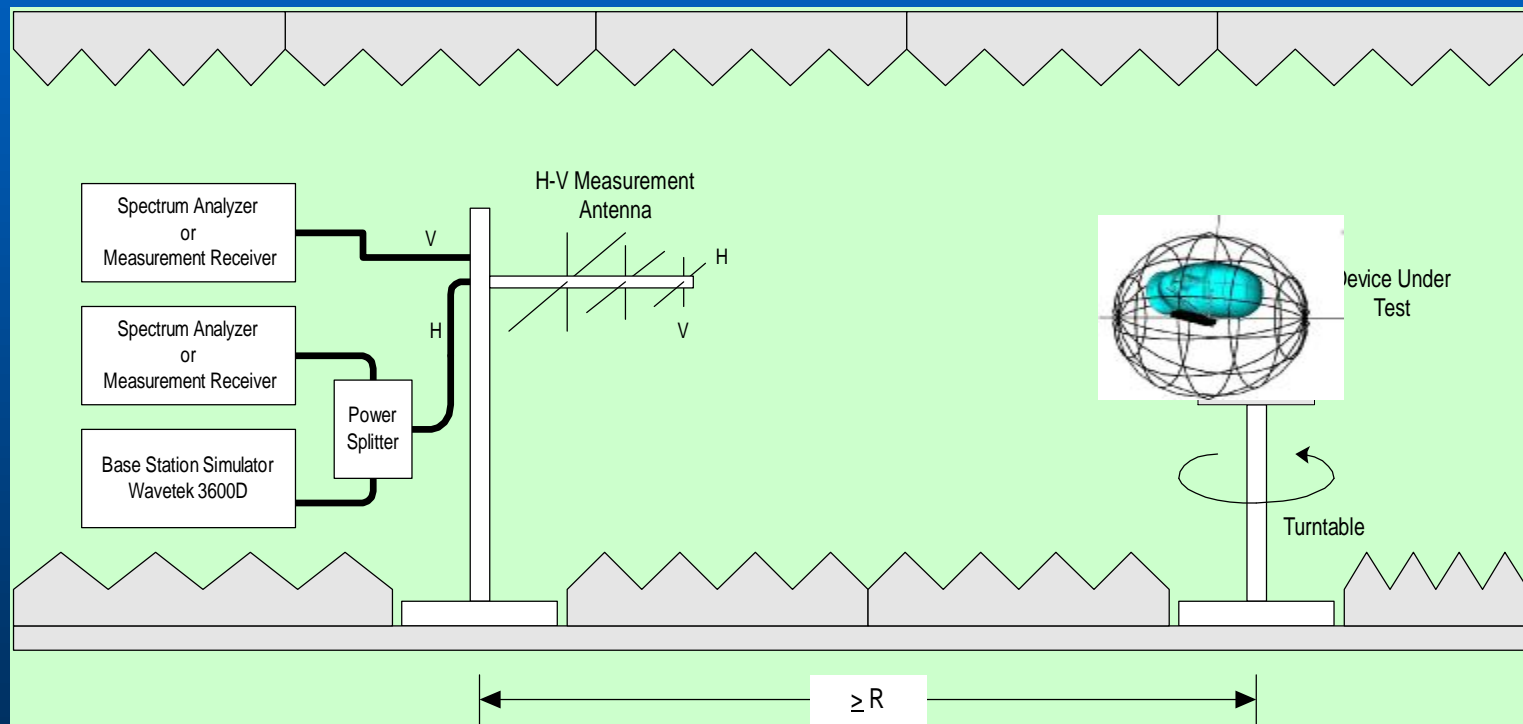 H-V Measurement
Antenna
Spectrum Analyzer
or
Measurement Receiver
V
H
H
V
Spectrum Analyzer
or
Measurement Receiver
Power
Splitter
Base Station Simulator
Wavetek 3600D
Device Under
Test
Turntable
≥ R